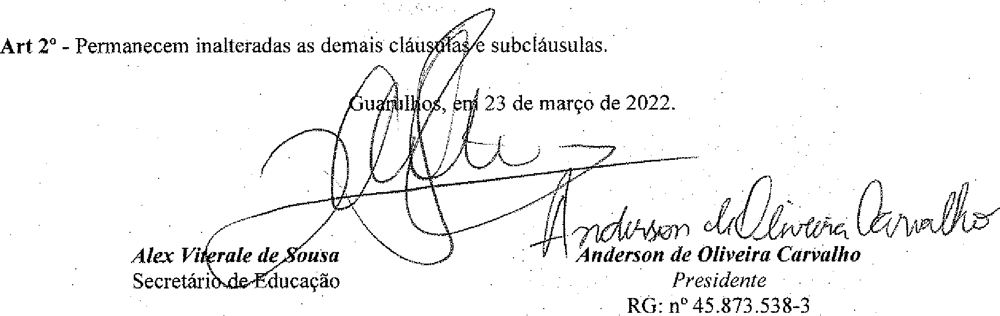 Art 2º - Permanecem inalteradas as demais cláusulas e subcláusulas.
Guarulhos, em 23 de março de 2022.
Anderson de Oliveira Carvalho
Alex Viterale de Sousa
Anderson de Oliveira Carvalho
Secretário de Educação
Presidente
RG: nº 45.873.538-3